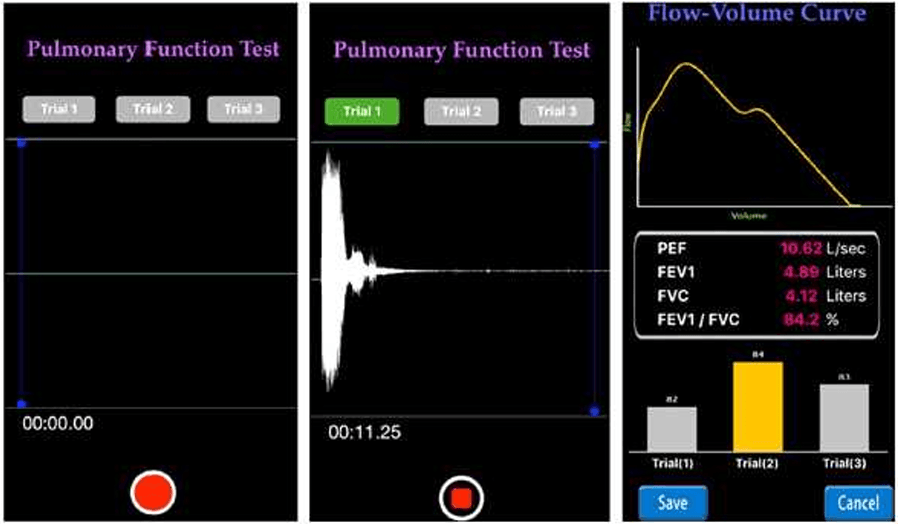 Pulmonary Function Test
Trial 1 Trial 2 Trial 3
00:00.00
Pulmonary Function Test
Trial 1 Trial 2 Trial 3
00:11.25
Flow-Volume Curve
Flow
Volume
PEF 10.62 L/sec
FEV1 4.89 Liters
FVC 4.12 Liters
FEV1 / FVC 84.2 %
82 84 83
Trial(1) Trial(2) Trial(3)
Save Cancel